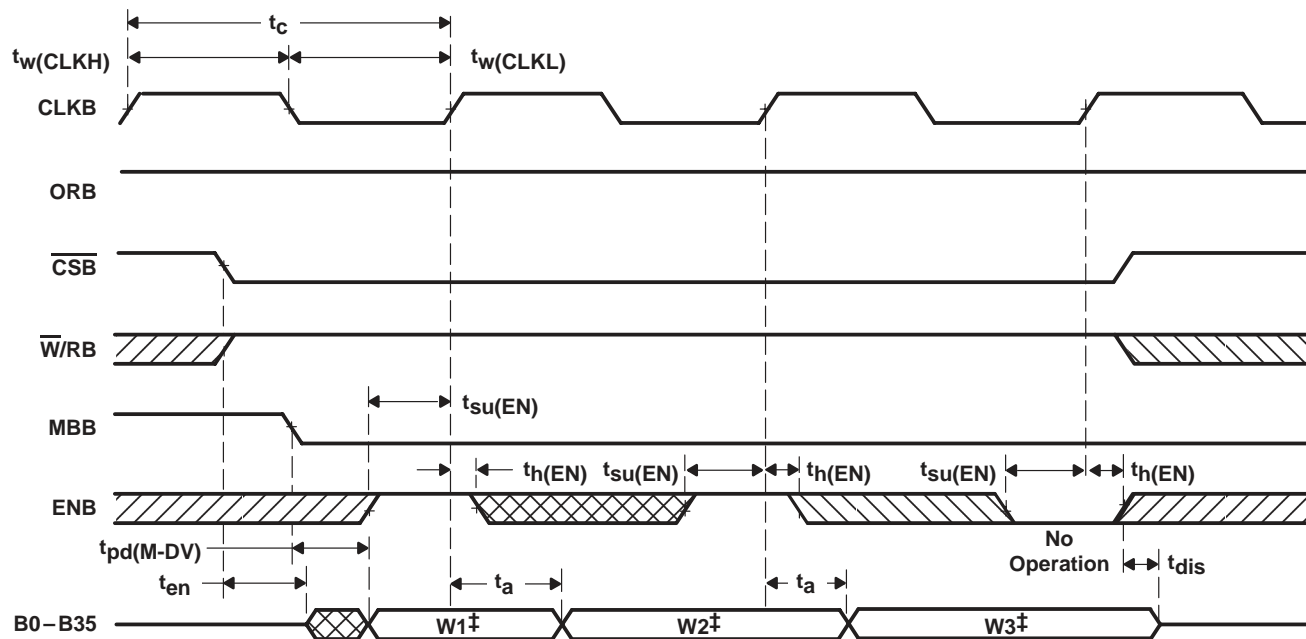 tc
tw(CLKH) tw(CLKL)
CLKB
ORB
CSB
W/RB
tsu(EN)
MBB
th(EN) tsu(EN) th(EN) tsu(EN) th(EN)
ENB
No
Operation
tpd(M-DV)
ten ta ta tdis
B0–B35 W1‡ W2‡ W3‡